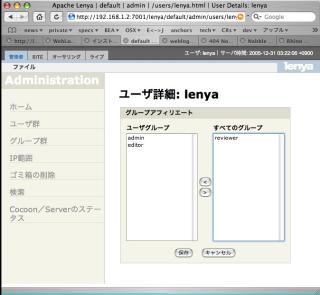 Apache Lenya | default | admin | /users/lenya.html | User Details: lenya
http://192.168.1.2:7001/lenya/default/admin/users/len
Google
news private specs BEA OSX E<->J anchors tech CRs dev アップル
http://l... WebLo... インスト... default... weblog 404 No... Nabble Rhino
管理者 SITE オーサリング ライブ
ユーザ: lenya | サーバ時間: 2005-12-31 03:22:06 +0900
ファイル
lenya
Administration
ホーム
ユーザ群
グループ群
IP範囲
ゴミ箱の削除
検索
Cocoon/Serverのステータス
ユーザ詳細: lenya
グループアフィリエート
ユーザグループ
すべてのグループ
admin
editor
reviewer
<
>
保存 キャンセル